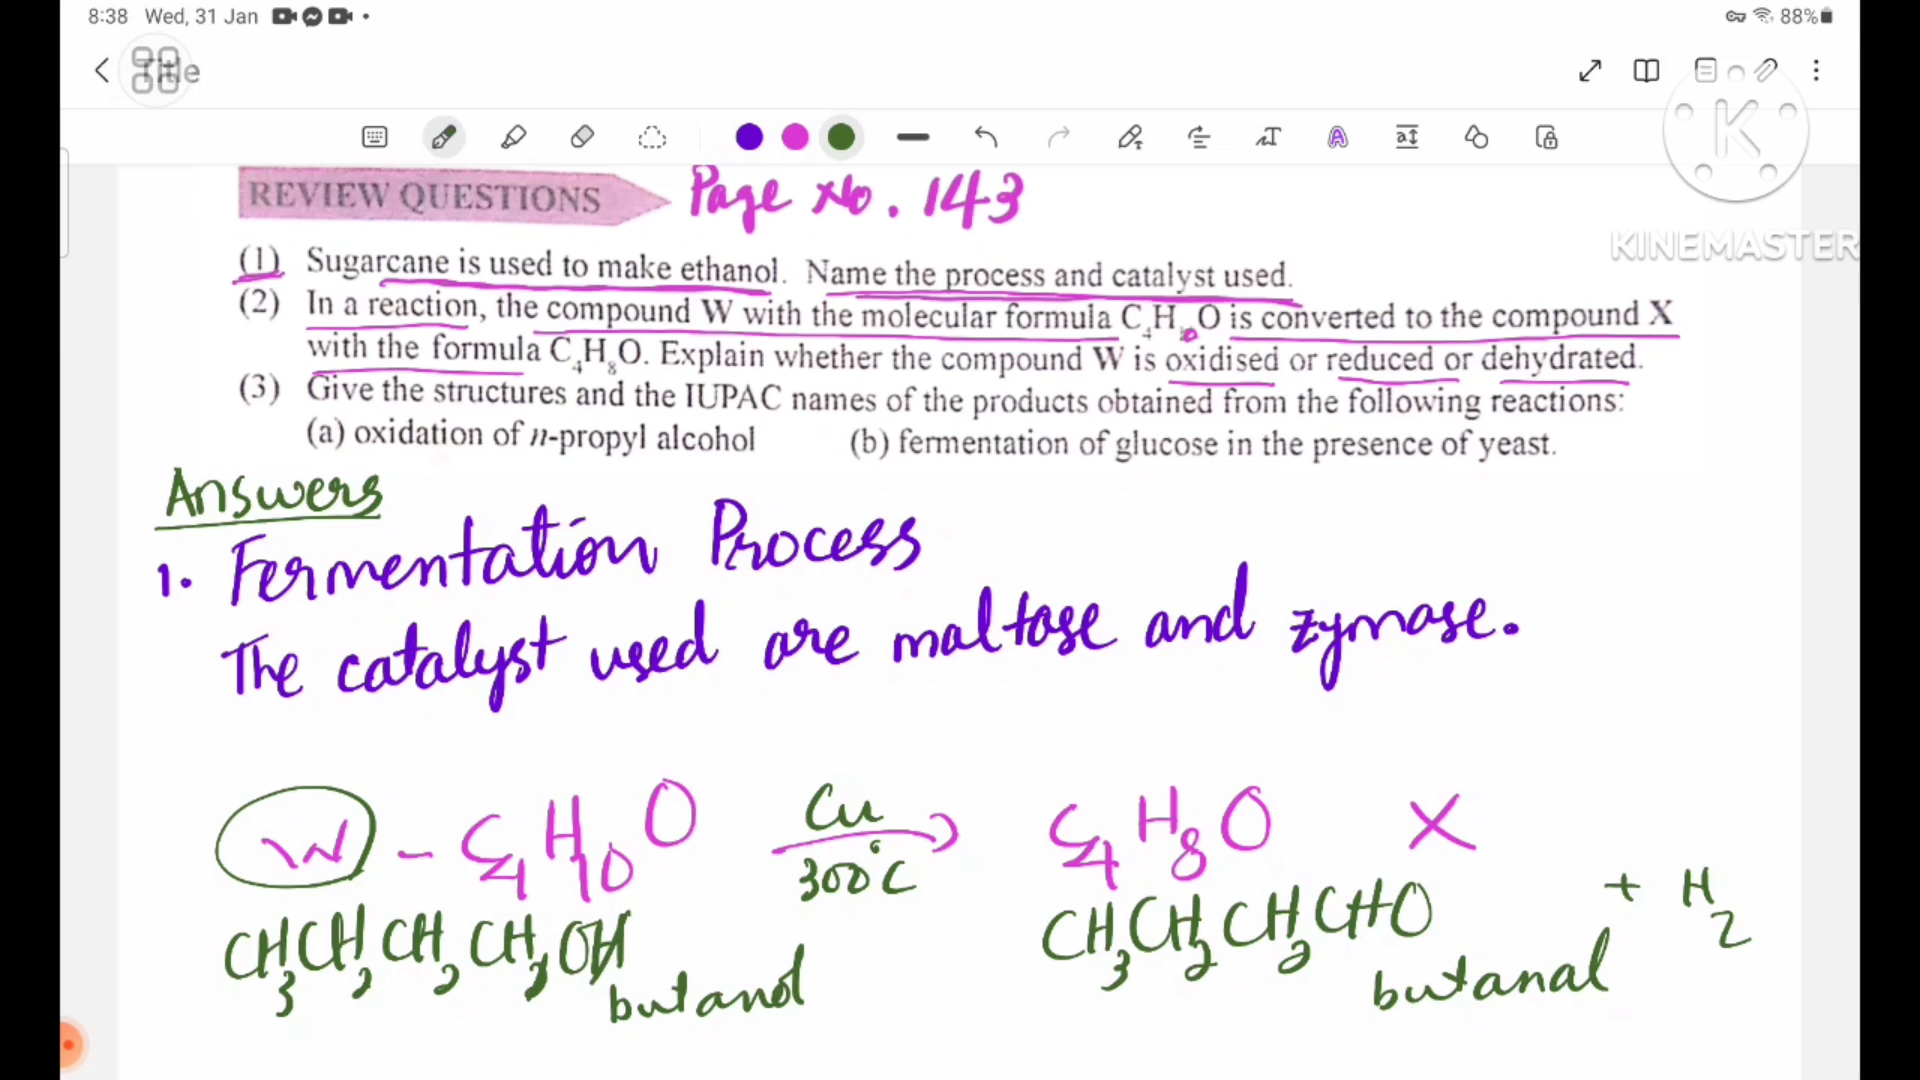 8:38 Wed, 31 Jan
88%
Title
K
KINEMASTER
REVIEW QUESTIONS Page No. 143
(1) Sugarcane is used to make ethanol. Name the process and catalyst used.
(2) In a reaction, the compound W with the molecular formula C₄H₁₀O is converted to the compound X
with the formula C₄H₈O. Explain whether the compound W is oxidised or reduced or dehydrated.
(3) Give the structures and the IUPAC names of the products obtained from the following reactions:
(a) oxidation of n-propyl alcohol (b) fermentation of glucose in the presence of yeast.
Answers
1. Fermentation Process
The catalyst used are maltose and zymase.
W - C₄H₁₀O Cu → C₄H₈O X
300°C
CH₃CH₂CH₂CH₂OH CH₃CH₂CH₂CHO + H₂
butanol butanal